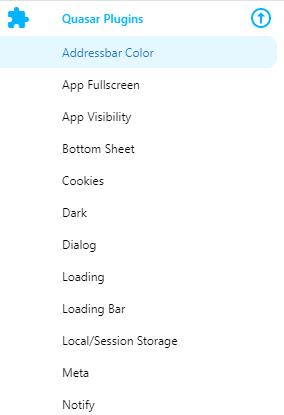 Quasar Plugins
Addressbar Color
App Fullscreen
App Visibility
Bottom Sheet
Cookies
Dark
Dialog
Loading
Loading Bar
Local/Session Storage
Meta
Notify